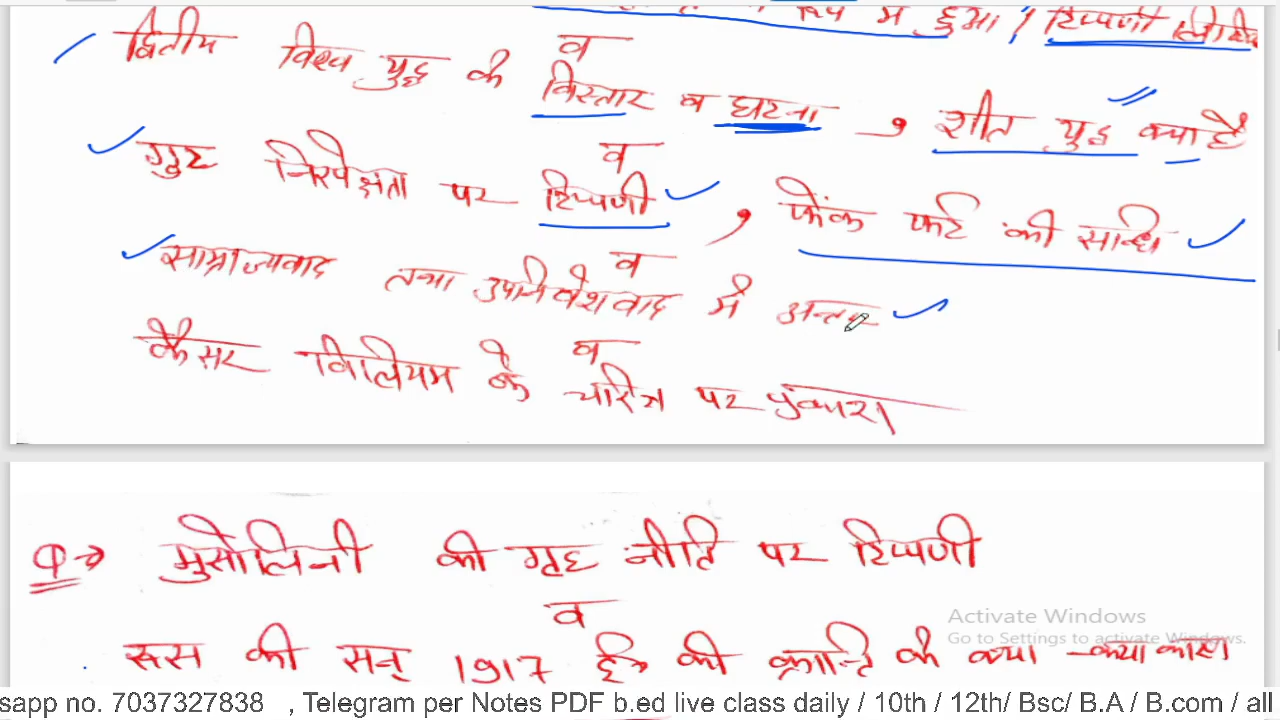 रूप में हुआ / टिप्पणी
व
द्वितीय विश्व युद्ध के विस्तार व घटना , शीत युद्ध क्या है
व
गुट निरपेक्षता पर टिप्पणी , फ्रेंक फर्ट की सन्धि
व
साम्राज्यवाद तथा उपनिवेशवाद में अन्तर
व
कैसर विलियम के चरित्र पर प्रकाश
Q→ मुसोलिनी की गृह नीति पर टिप्पणी
व
रूस की सन् 1917 ई० की क्रान्ति के क्या -क्या कारण
Activate Windows
Go to Settings to activate Windows.
sapp no. 7037327838 , Telegram per Notes PDF b.ed live class daily / 10th / 12th/ Bsc/ B.A / B.com / all